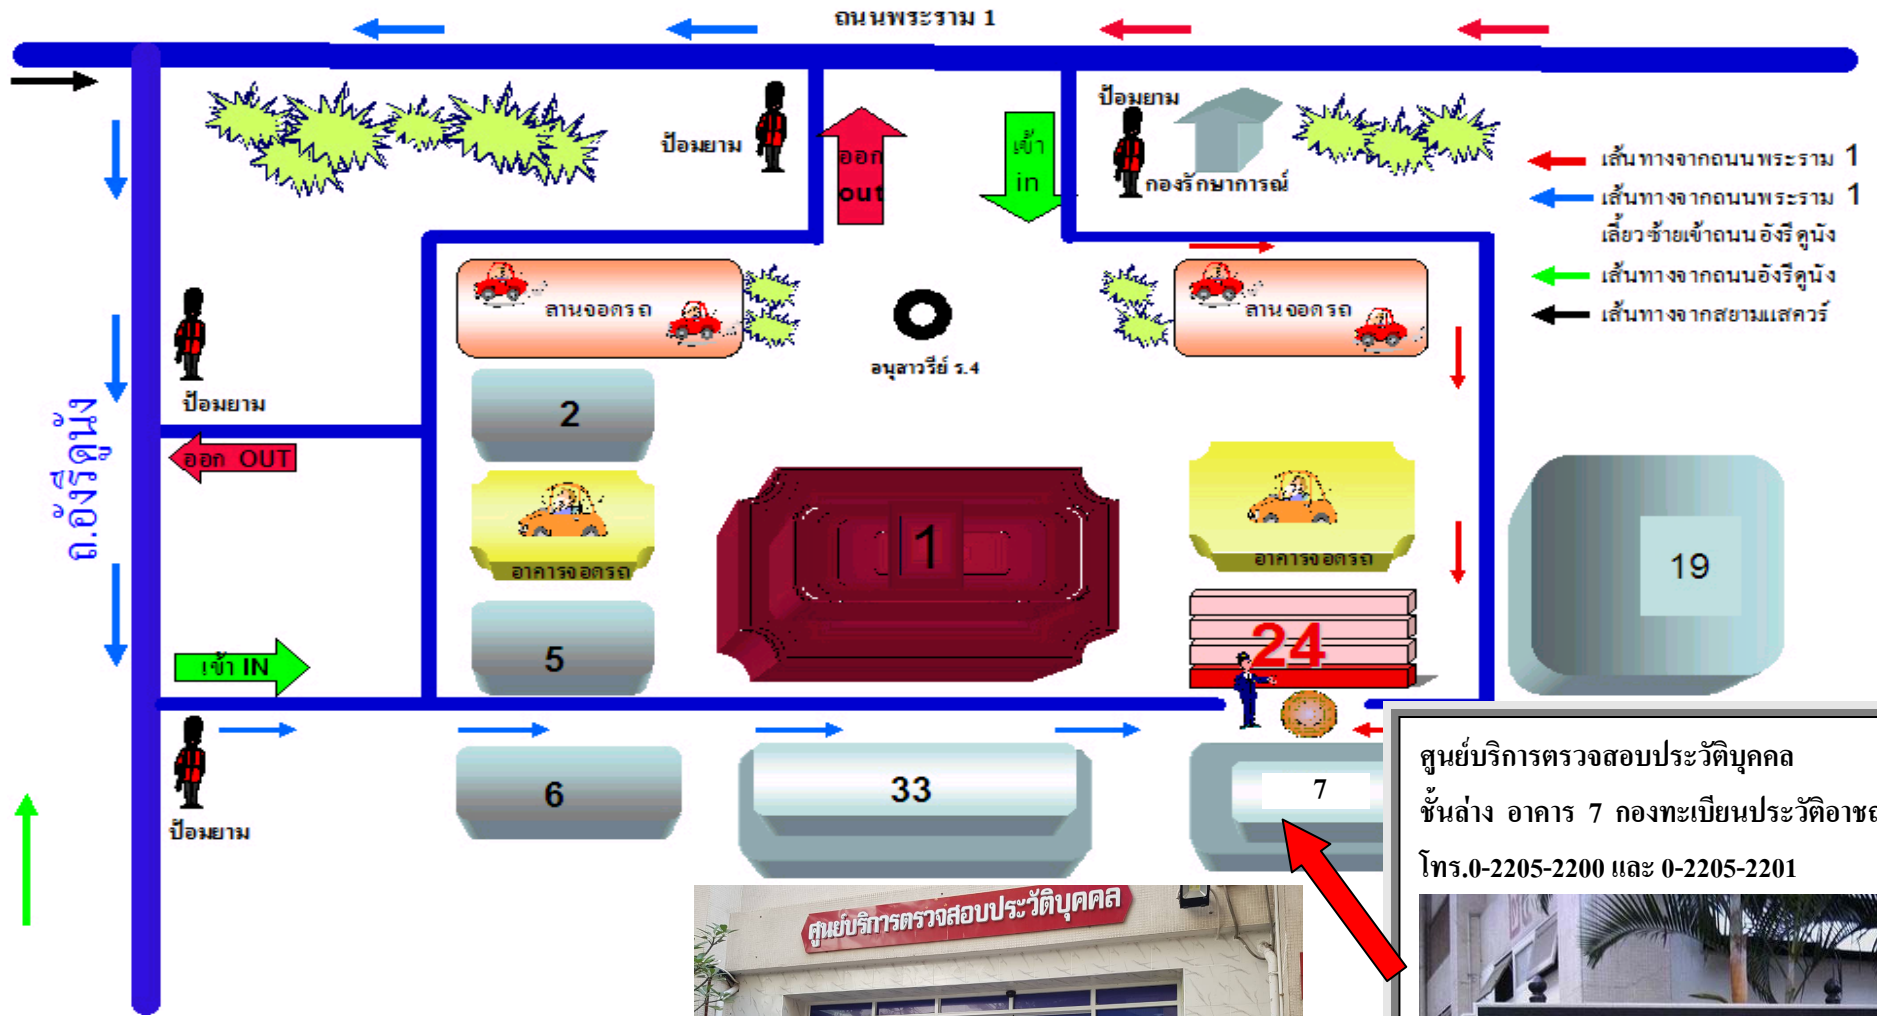 ถนนพระราม 1
ป้อมยาม
ป้อมยาม
ออก
out
เข้า
in
กองรักษาการณ์
เส้นทางจากถนนพระราม 1
เส้นทางจากถนนพระราม 1
เลี้ยวซ้ายเข้าถนนอังรีดูนัง
เส้นทางจากถนนอังรีดูนัง
เส้นทางจากสยามแสควร์
ลานจอดรถ
ลานจอดรถ
อนุสาวรีย์ ร.4
ป้อมยาม
ถ.อังรีดูนัง
ออก OUT
2
1
19
อาคารจอดรถ
อาคารจอดรถ
24
5
เข้า IN
ป้อมยาม
6
33
7
ศูนย์บริการตรวจสอบประวัติบุคคล
ชั้นล่าง อาคาร 7 กองทะเบียนประวัติอาช
โทร.0-2205-2200 และ 0-2205-2201
ศูนย์บริการตรวจสอบประวัติบุคคล